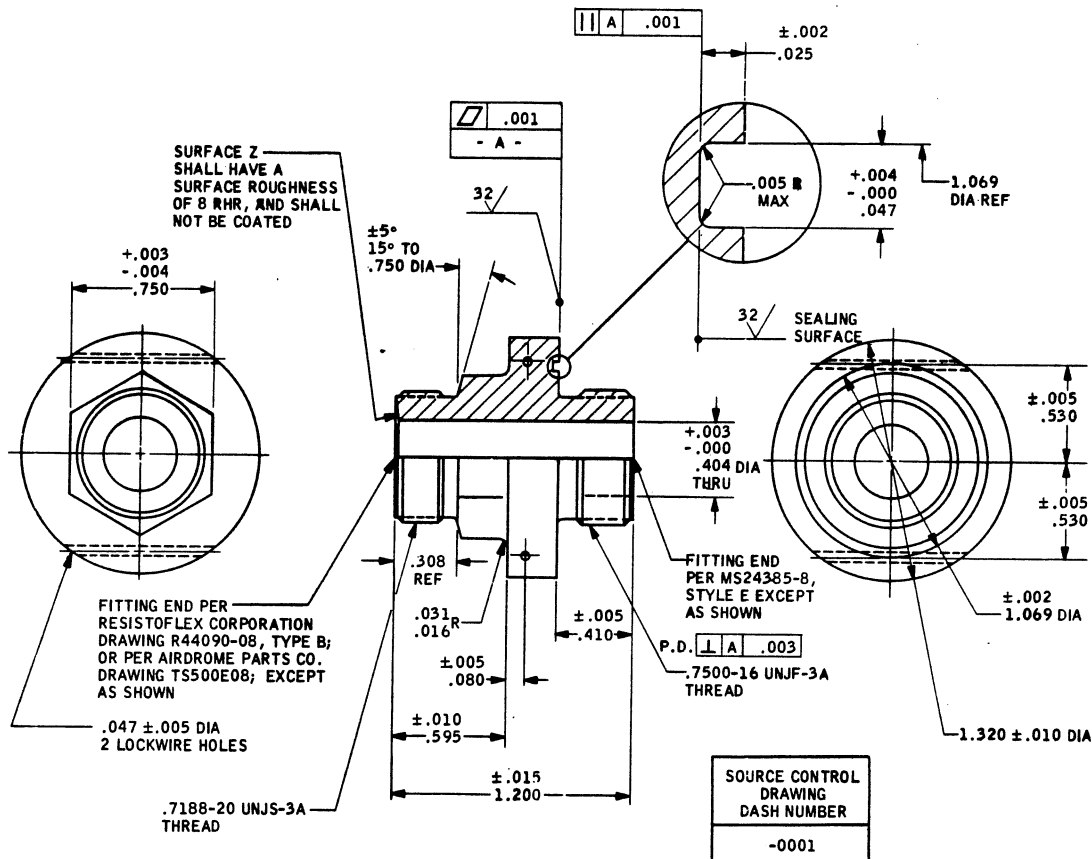 || A .001
±.002
.025
⏥ .001
- A -
SURFACE Z
SHALL HAVE A
SURFACE ROUGHNESS
OF 8 RHR, AND SHALL
NOT BE COATED
32
±5°
15° TO
.750 DIA
.005 R
MAX
+.004
-.000
.047
1.069
DIA REF
+.003
-.004
.750
32
SEALING
SURFACE
±.005
.530
+.003
-.000
.404 DIA
THRU
±.005
.530
.308
REF
FITTING END
PER MS24385-8,
STYLE E EXCEPT
AS SHOWN
±.002
1.069 DIA
FITTING END PER
RESISTOFLEX CORPORATION
DRAWING R44090-08, TYPE B;
OR PER AIRDROME PARTS CO.
DRAWING TS500E08; EXCEPT
AS SHOWN
.031
.016 R
±.005
.410
P.D. ⊥ A .003
.7500-16 UNJF-3A
THREAD
±.005
.080
.047 ±.005 DIA
2 LOCKWIRE HOLES
±.010
.595
1.320 ±.010 DIA
±.015
1.200
.7188-20 UNJS-3A
THREAD
SOURCE CONTROL
DRAWING
DASH NUMBER
-0001